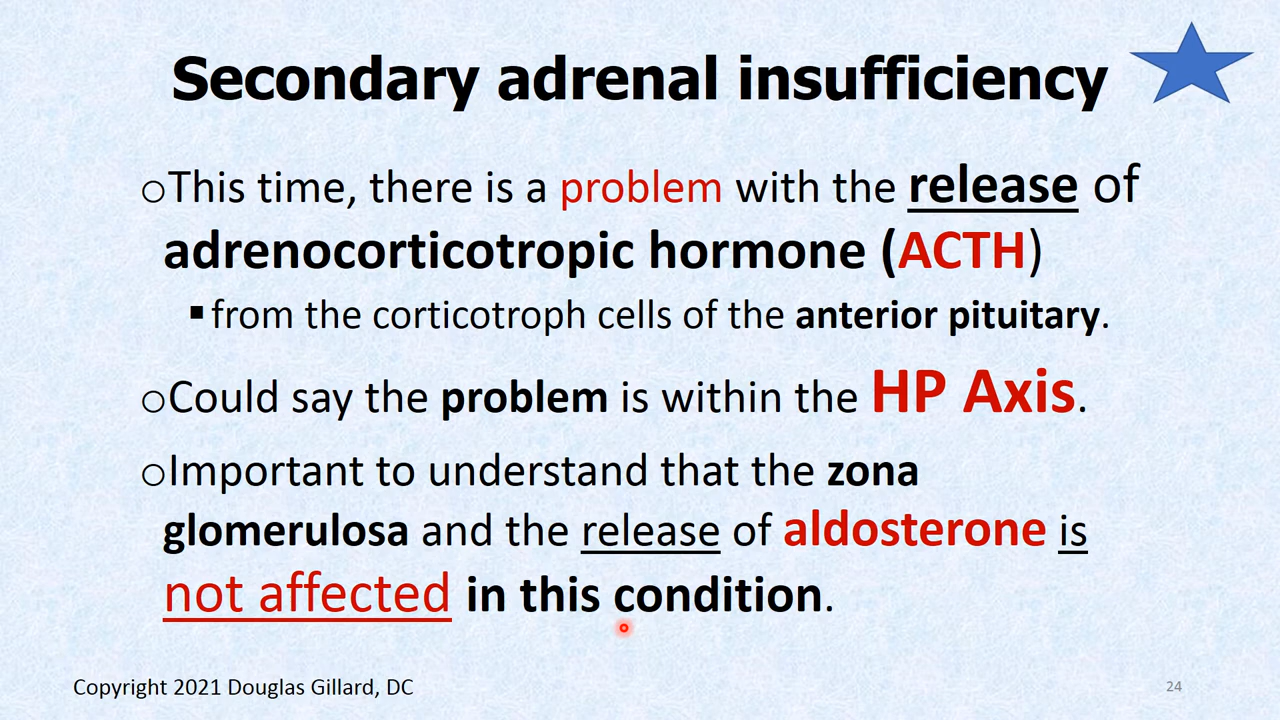 Secondary adrenal insufficiency
○This time, there is a problem with the release of
adrenocorticotropic hormone (ACTH)
▪from the corticotroph cells of the anterior pituitary.
○Could say the problem is within the HP Axis.
○Important to understand that the zona
glomerulosa and the release of aldosterone is
not affected in this condition.
Copyright 2021 Douglas Gillard, DC
24